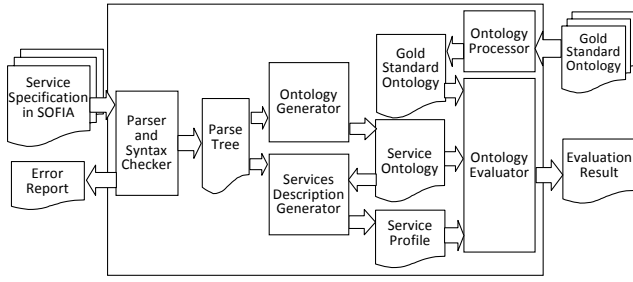 Service
Specification
in SOFIA
Error
Report
Parser
and
Syntax
Checker
Parse
Tree
Ontology
Generator
Services
Description
Generator
Gold
Standard
Ontology
Service
Ontology
Service
Profile
Ontology
Processor
Ontology
Evaluator
Gold
Standard
Ontology
Evaluation
Result